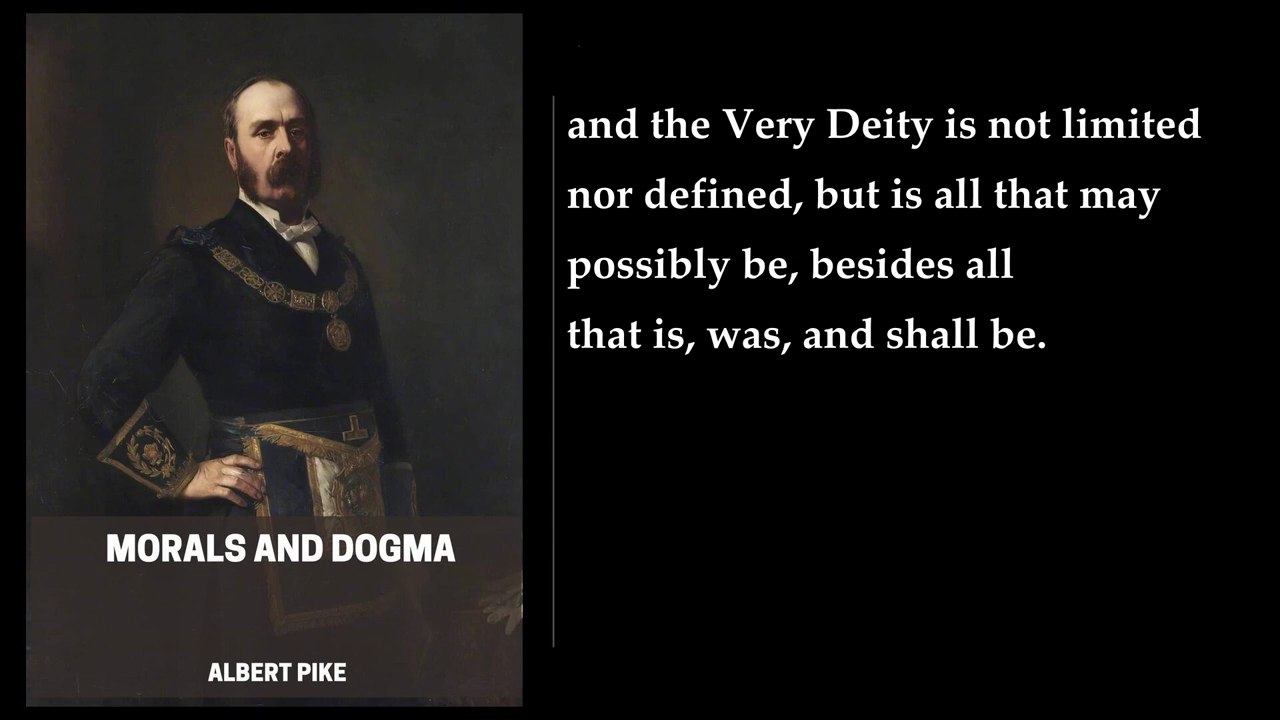 MORALS AND DOGMA
ALBERT PIKE
and the Very Deity is not limited
nor defined, but is all that may
possibly be, besides all
that is, was, and shall be.